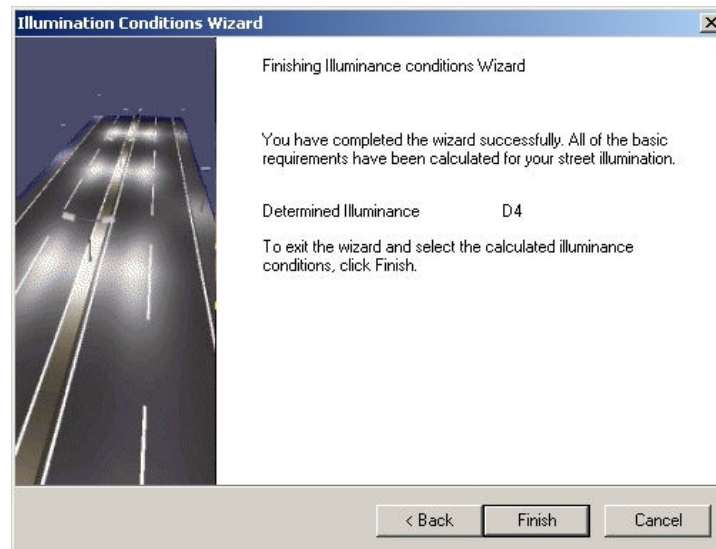 Illumination Conditions Wizard
Finishing Illuminance conditions Wizard
You have completed the wizard successfully. All of the basic
requirements have been calculated for your street illumination.
Determined Illuminance D4
To exit the wizard and select the calculated illuminance
conditions, click Finish.
< Back Finish Cancel